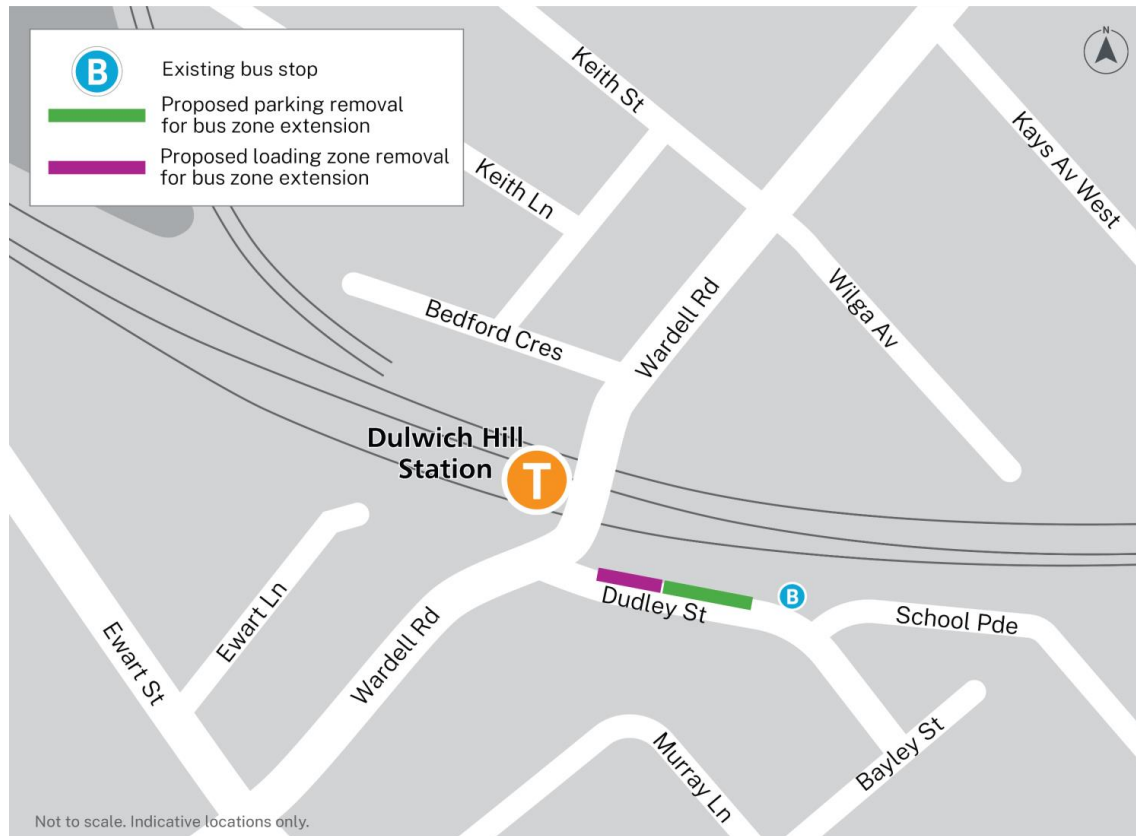 N
B
Existing bus stop
Proposed parking removal
for bus zone extension
Proposed loading zone removal
for bus zone extension
Keith St
Keith Ln
Kays Av West
Wardell Rd
Wilga Av
Bedford Cres
Dulwich Hill
Station
T
Ewart Ln
Ewart St
Wardell Rd
Dudley St
B
School Pde
Murray Ln
Bayley St
Not to scale. Indicative locations only.